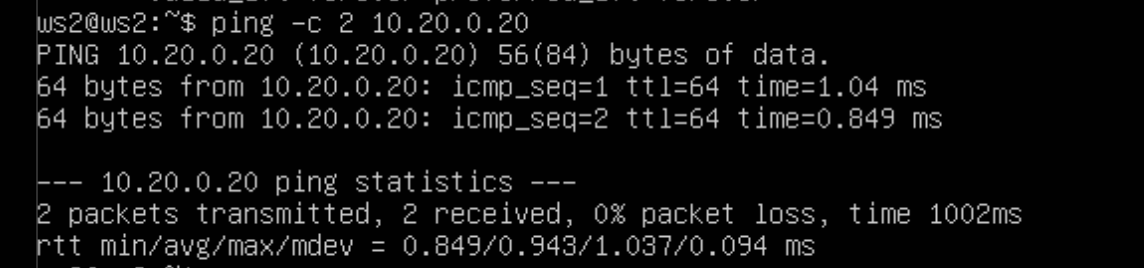 ws2@ws2:~$ ping -c 2 10.20.0.20
PING 10.20.0.20 (10.20.0.20) 56(84) bytes of data.
64 bytes from 10.20.0.20: icmp_seq=1 ttl=64 time=1.04 ms
64 bytes from 10.20.0.20: icmp_seq=2 ttl=64 time=0.849 ms
--- 10.20.0.20 ping statistics ---
2 packets transmitted, 2 received, 0% packet loss, time 1002ms
rtt min/avg/max/mdev = 0.849/0.943/1.037/0.094 ms